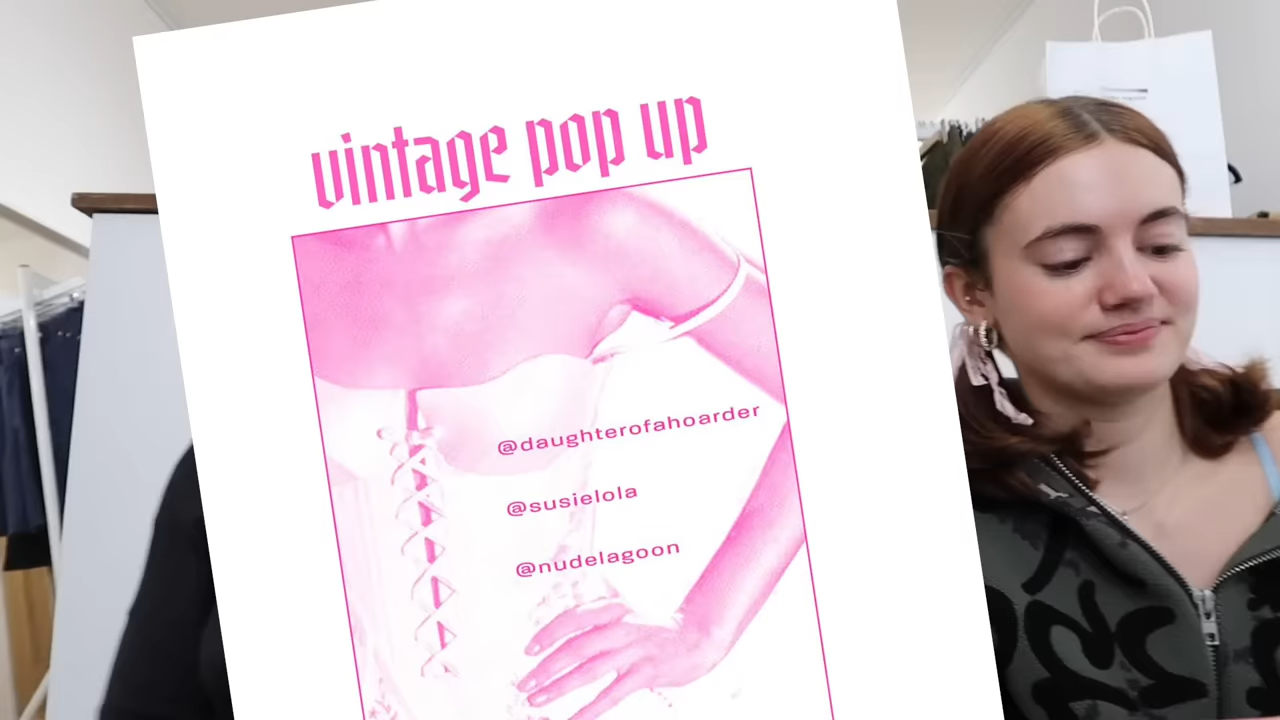 vintage pop up
@daughterofahoarder
@susielola
@nudelagoon